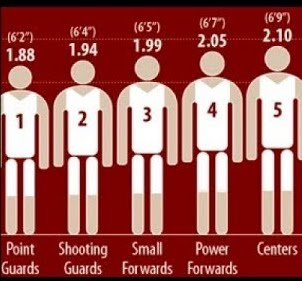 (6'2") (6'4") (6'5") (6'7") (6'9")
1.88 1.94 1.99 2.05 2.10
1 2 3 4 5
Point Shooting Small Power Centers
Guards Guards Forwards Forwards